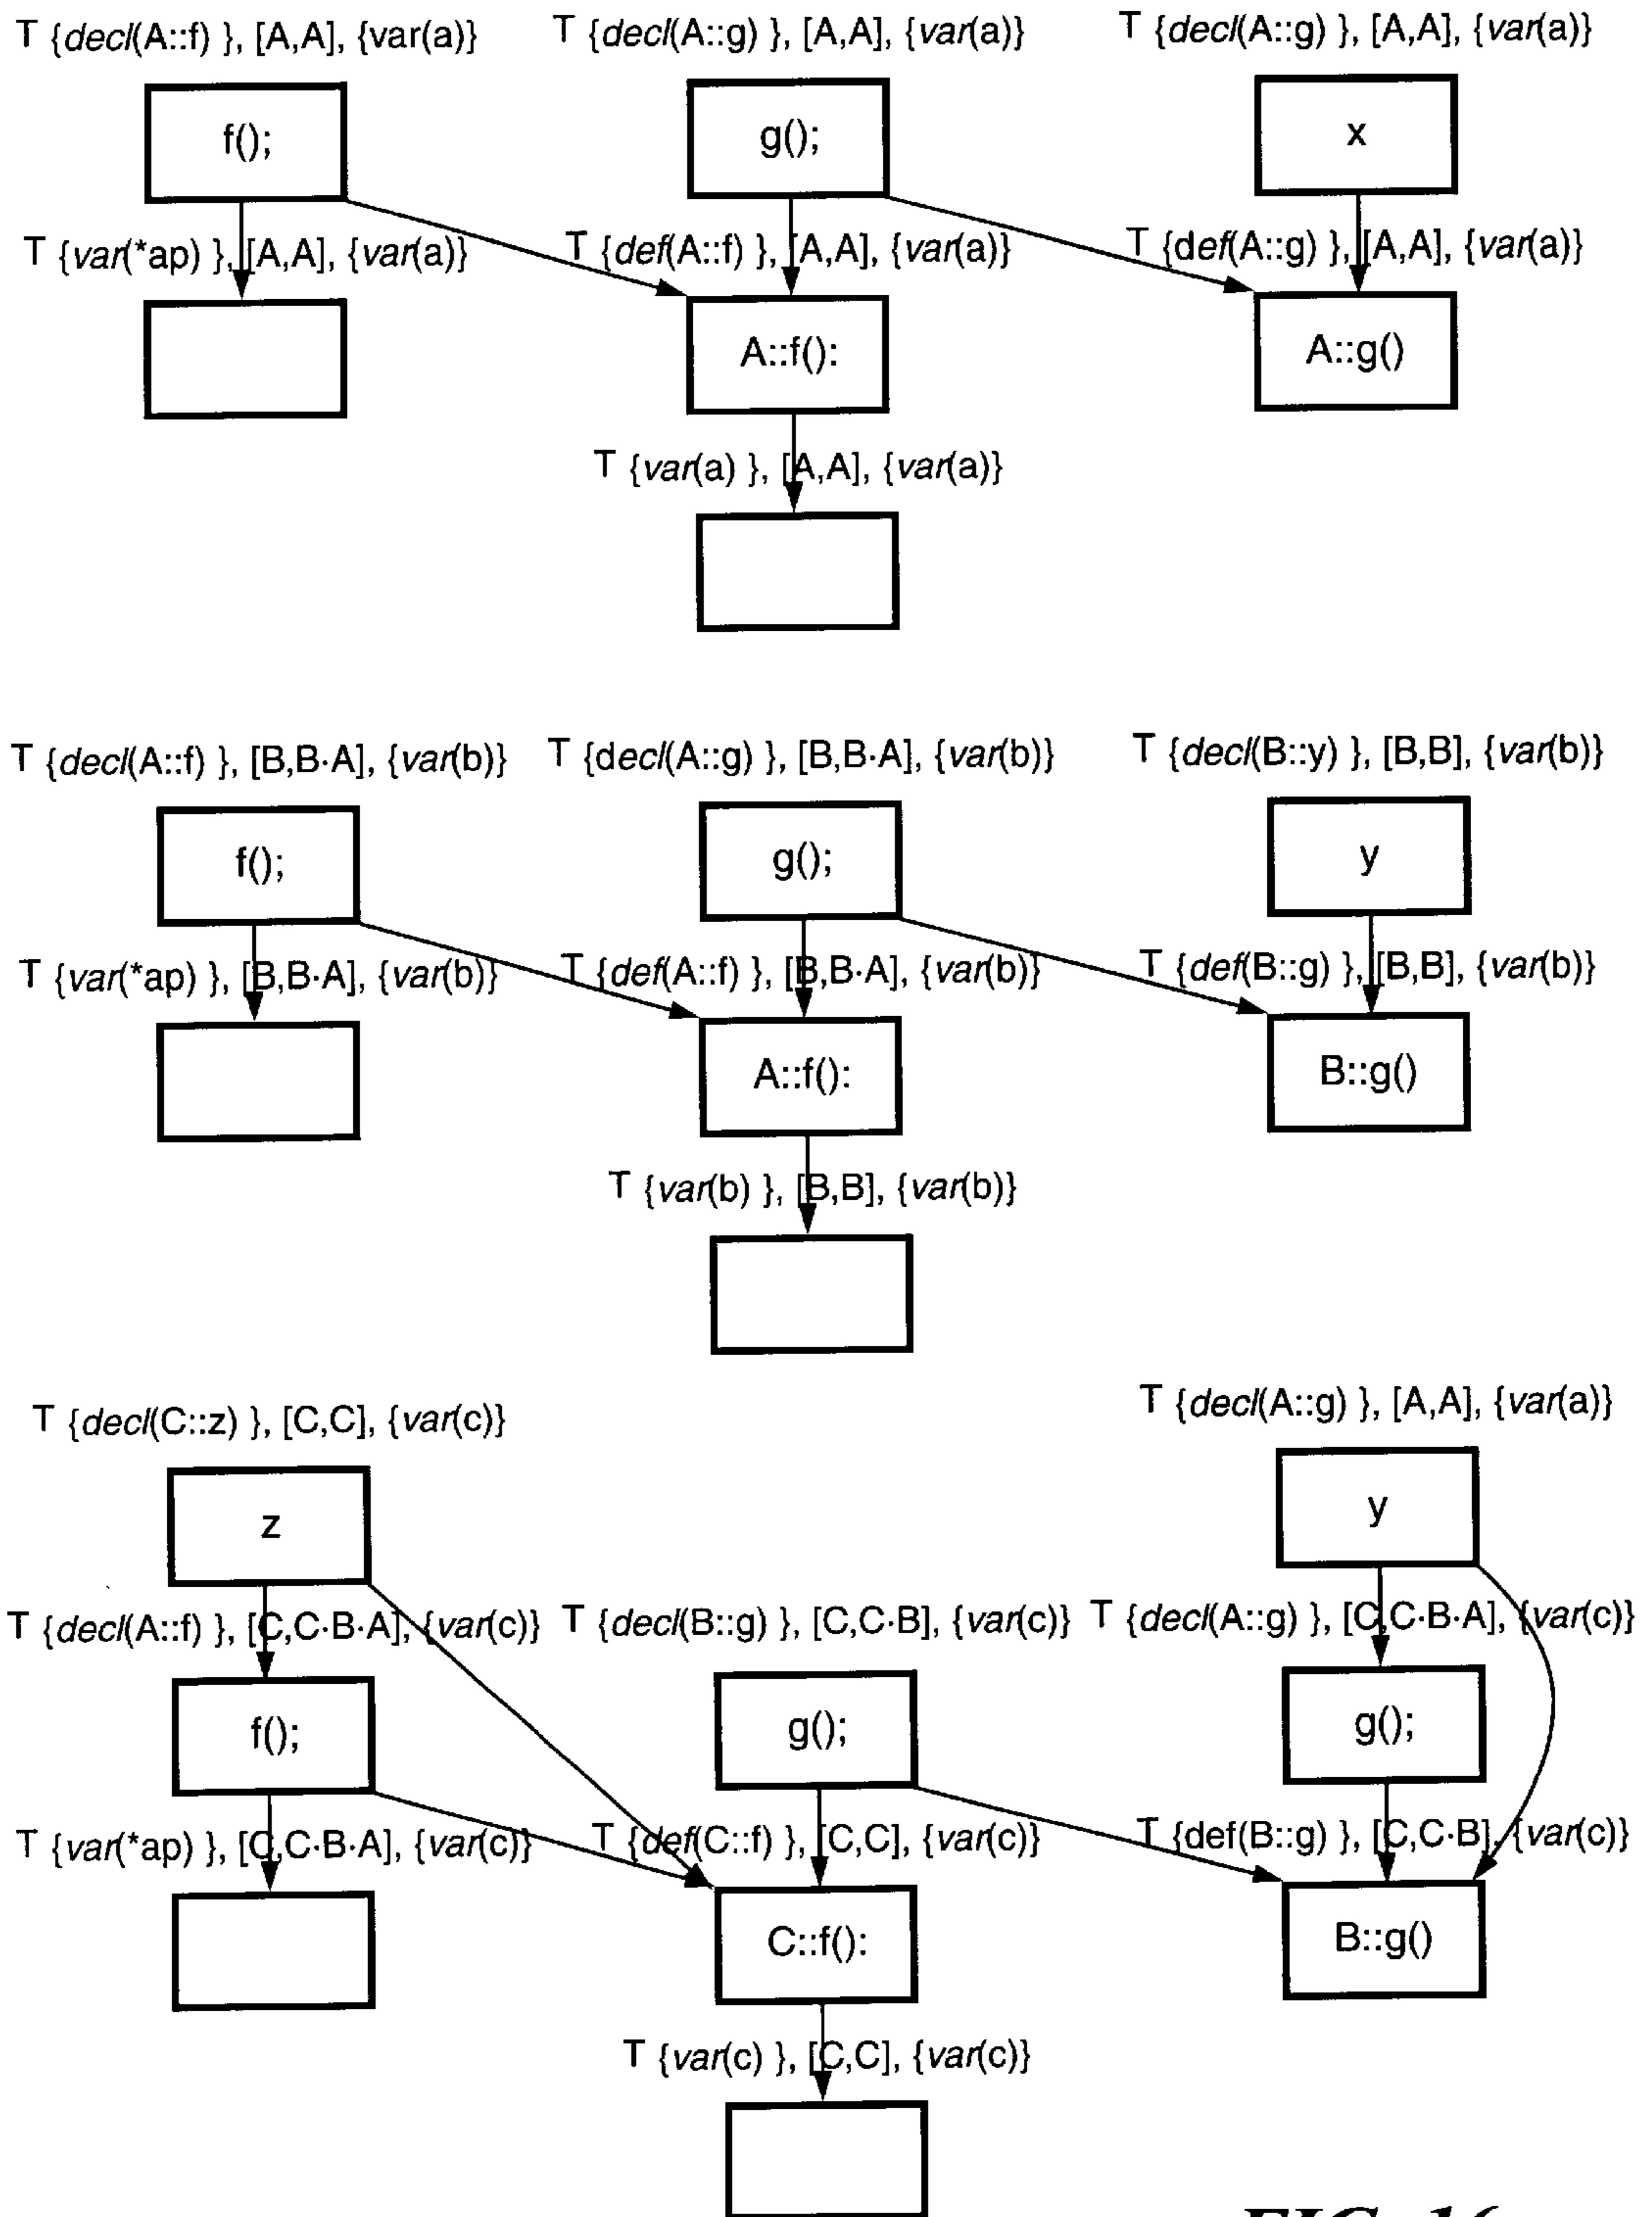 T {decl(A::f) }, [A,A], {var(a)} T {decl(A::g) }, [A,A], {var(a)} T {decl(A::g) }, [A,A], {var(a)}
f(); g(); x
T {var(*ap) }, [A,A], {var(a)} T {def(A::f) }, [A,A], {var(a)} T {def(A::g) }, [A,A], {var(a)}
A::f(): A::g()
T {var(a) }, [A,A], {var(a)}
T {decl(A::f) }, [B,B·A], {var(b)} T {decl(A::g) }, [B,B·A], {var(b)} T {decl(B::y) }, [B,B], {var(b)}
f(); g(); y
T {var(*ap) }, [B,B·A], {var(b)} T {def(A::f) }, [B,B·A], {var(b)} T {def(B::g) }, [B,B], {var(b)}
A::f(): B::g()
T {var(b) }, [B,B], {var(b)}
T {decl(C::z) }, [C,C], {var(c)} T {decl(A::g) }, [A,A], {var(a)}
z y
T {decl(A::f) }, [C,C·B·A], {var(c)} T {decl(B::g) }, [C,C·B], {var(c)} T {decl(A::g) }, [C,C·B·A], {var(c)}
f(); g(); g();
T {var(*ap) }, [C,C·B·A], {var(c)} T {def(C::f) }, [C,C], {var(c)} T {def(B::g) }, [C,C·B], {var(c)}
C::f(): B::g()
T {var(c) }, [C,C], {var(c)}